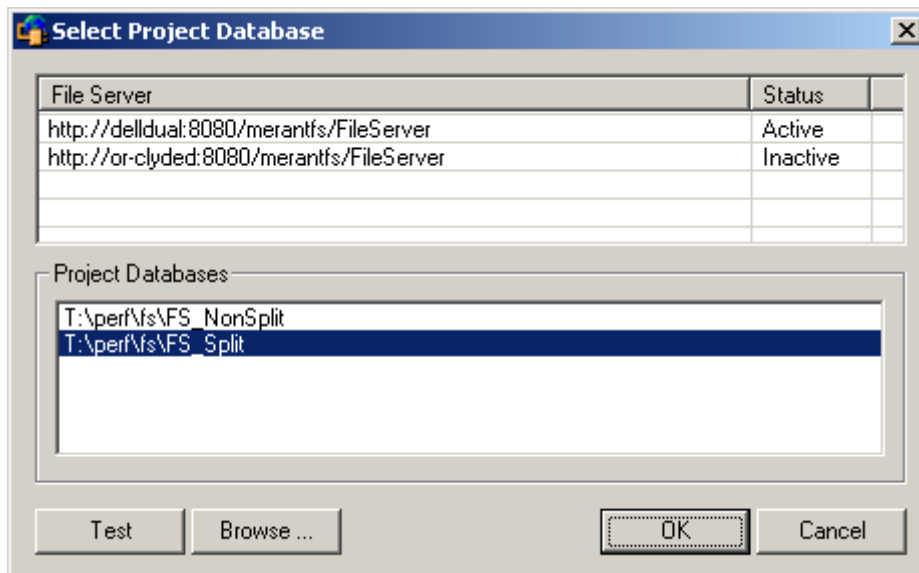 Select Project Database
File Server Status
http://delldual:8080/merantfs/FileServer Active
http://or-clyded:8080/merantfs/FileServer Inactive
Project Databases
T:\perf\fs\FS_NonSplit
T:\perf\fs\FS_Split
Test Browse ... OK Cancel